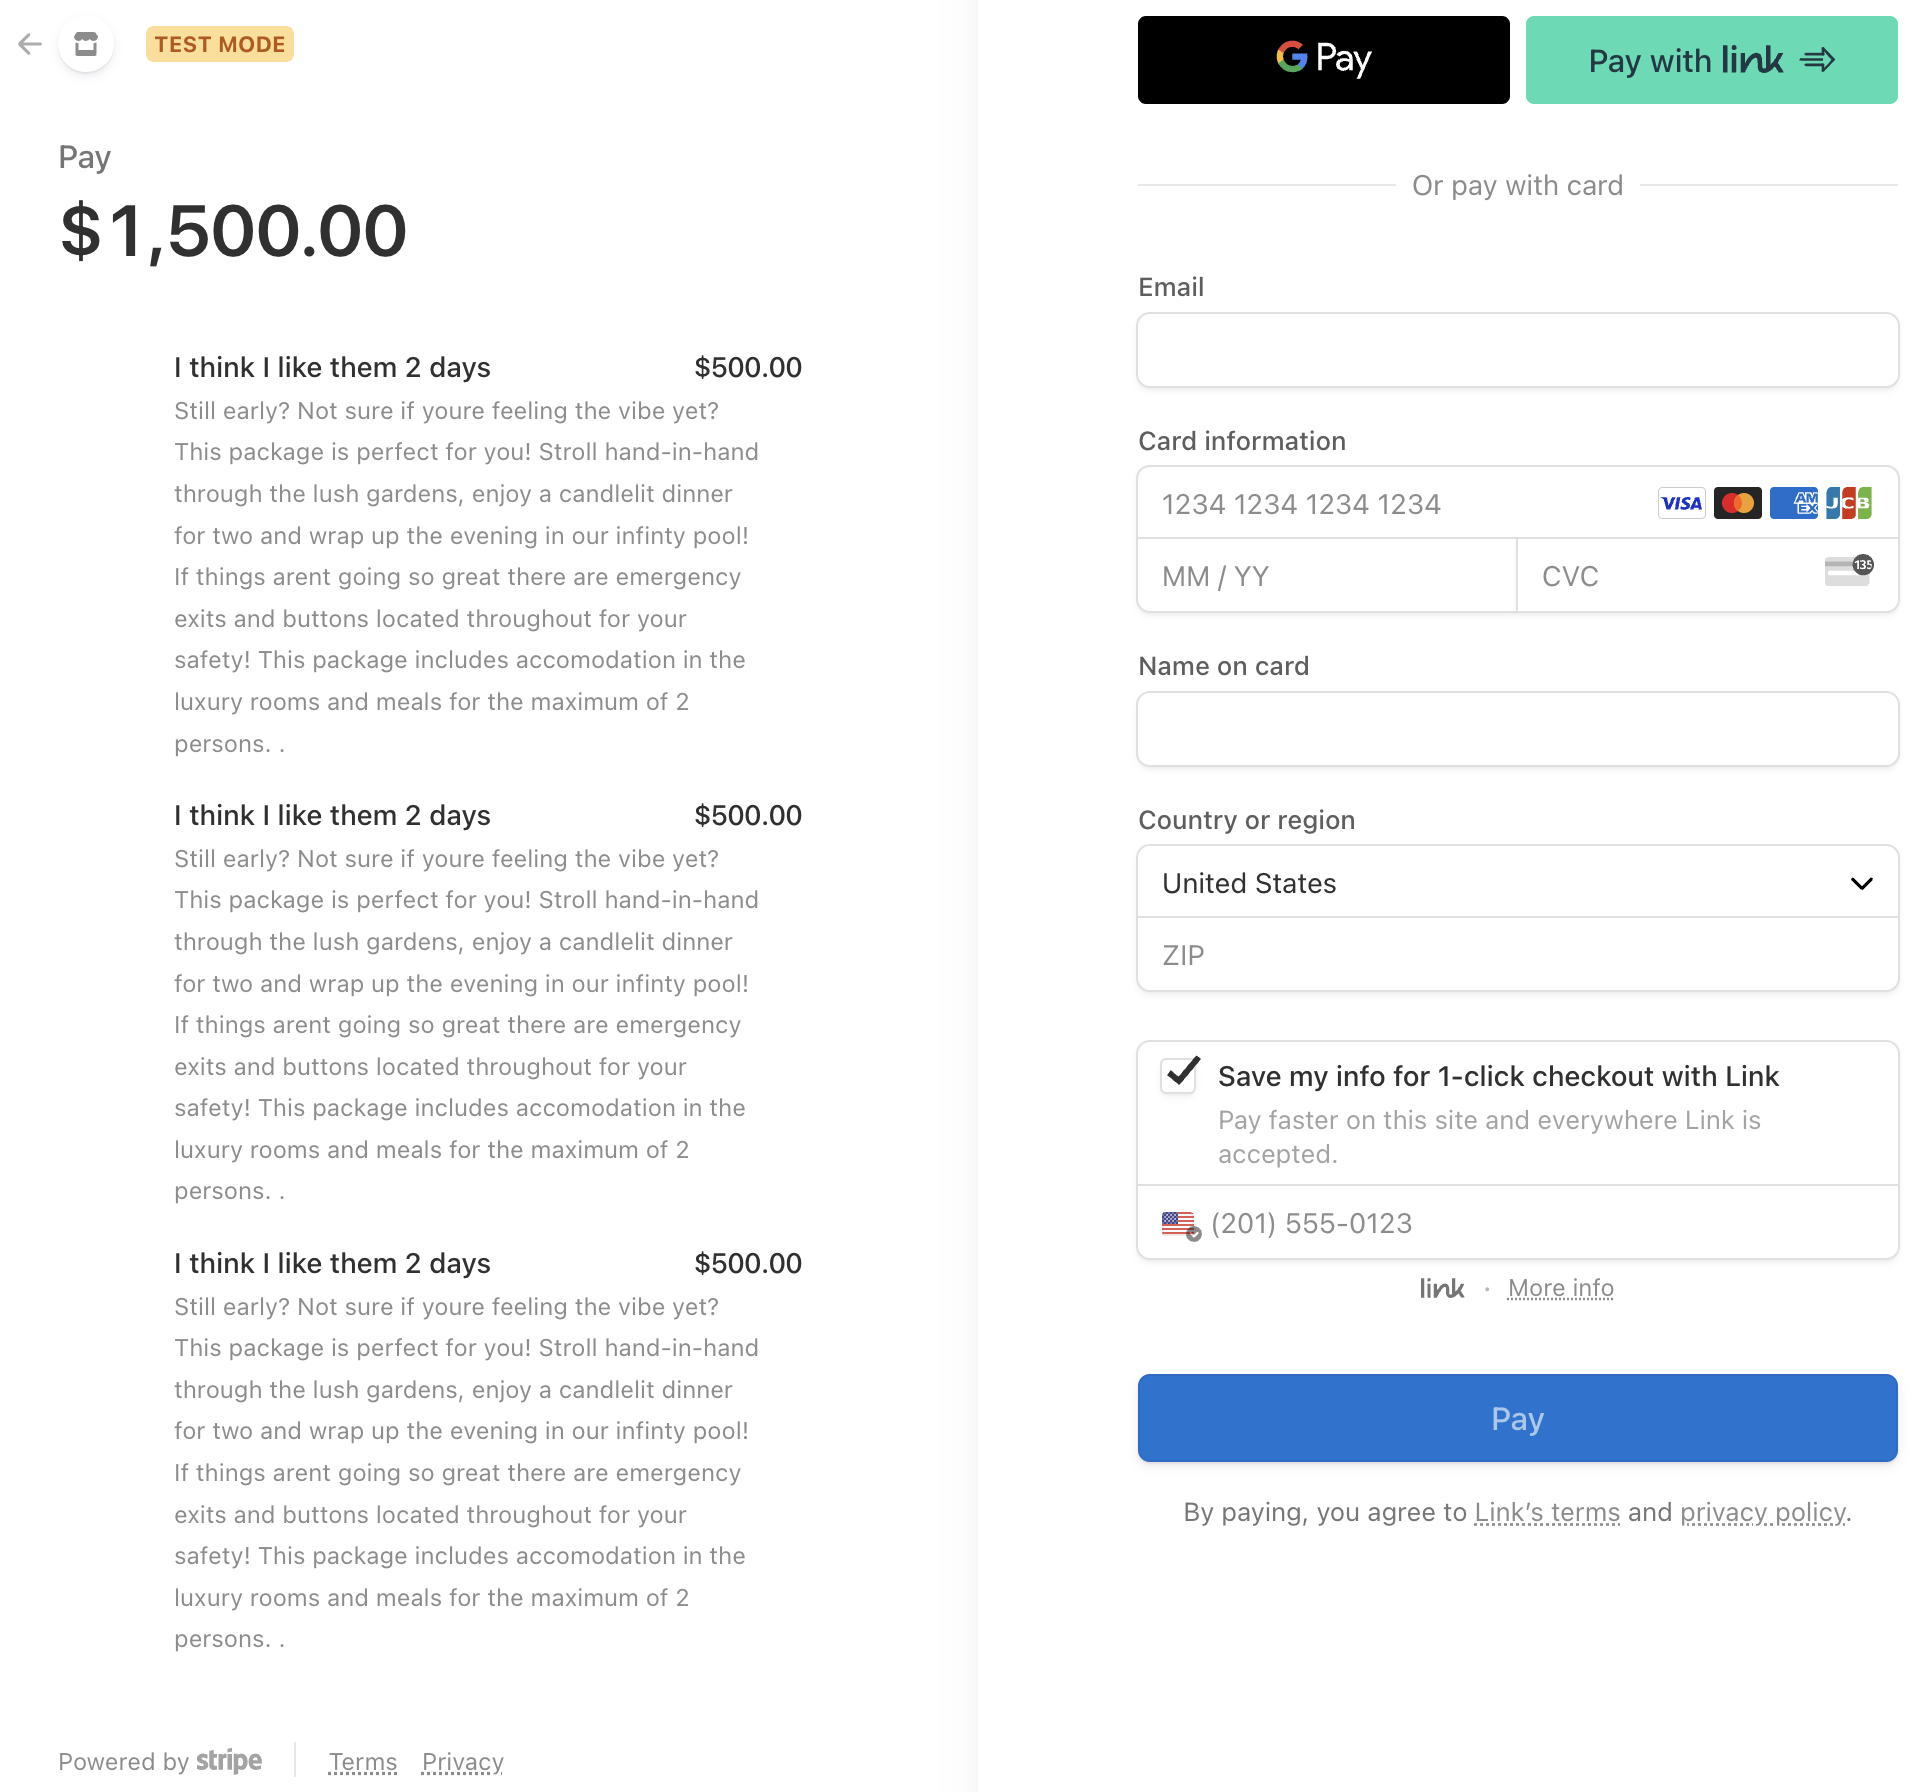 TEST MODE
Pay
$1,500.00
I think I like them 2 days $500.00
Still early? Not sure if youre feeling the vibe yet?
This package is perfect for you! Stroll hand-in-hand
through the lush gardens, enjoy a candlelit dinner
for two and wrap up the evening in our infinty pool!
If things arent going so great there are emergency
exits and buttons located throughout for your
safety! This package includes accomodation in the
luxury rooms and meals for the maximum of 2
persons. .
I think I like them 2 days $500.00
Still early? Not sure if youre feeling the vibe yet?
This package is perfect for you! Stroll hand-in-hand
through the lush gardens, enjoy a candlelit dinner
for two and wrap up the evening in our infinty pool!
If things arent going so great there are emergency
exits and buttons located throughout for your
safety! This package includes accomodation in the
luxury rooms and meals for the maximum of 2
persons. .
I think I like them 2 days $500.00
Still early? Not sure if youre feeling the vibe yet?
This package is perfect for you! Stroll hand-in-hand
through the lush gardens, enjoy a candlelit dinner
for two and wrap up the evening in our infinty pool!
If things arent going so great there are emergency
exits and buttons located throughout for your
safety! This package includes accomodation in the
luxury rooms and meals for the maximum of 2
persons. .
Powered by stripe Terms Privacy
G Pay
Pay with link
Or pay with card
Email
Card information
1234 1234 1234 1234 VISA AMEX JCB
MM / YY CVC 135
Name on card
Country or region
United States
ZIP
Save my info for 1-click checkout with Link
Pay faster on this site and everywhere Link is
accepted.
(201) 555-0123
link · More info
Pay
By paying, you agree to Link’s terms and privacy policy.